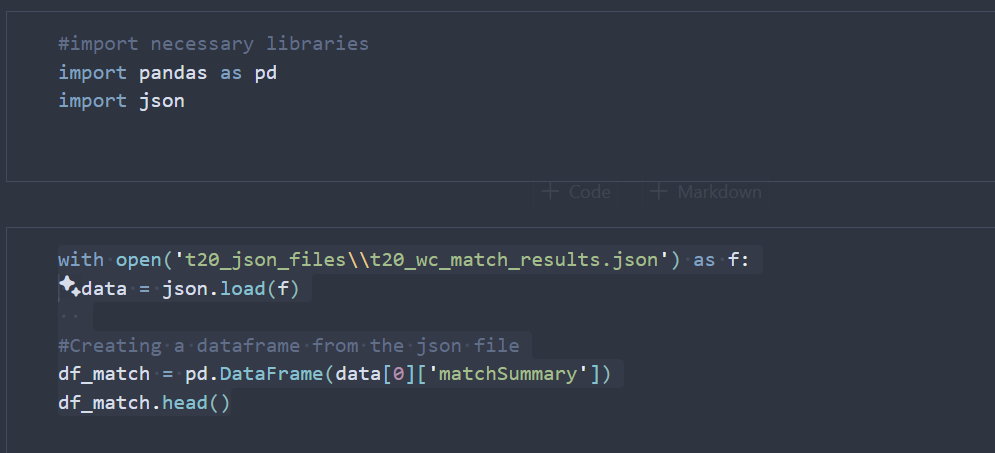 #import necessary libraries
import pandas as pd
import json
+ Code + Markdown
with open('t20_json_files\\t20_wc_match_results.json') as f:
data = json.load(f)
#Creating a dataframe from the json file
df_match = pd.DataFrame(data[0]['matchSummary'])
df_match.head()